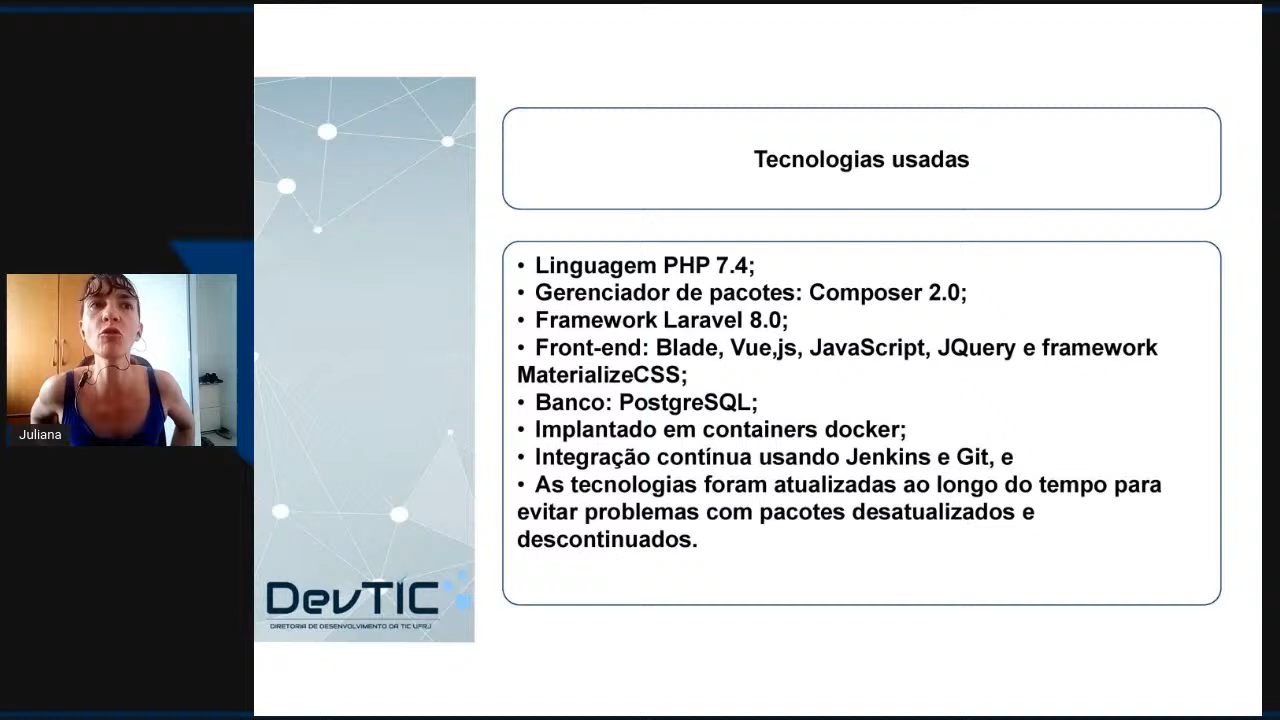 Tecnologias usadas
• Linguagem PHP 7.4;
• Gerenciador de pacotes: Composer 2.0;
• Framework Laravel 8.0;
• Front-end: Blade, Vue,js, JavaScript, JQuery e framework
MaterializeCSS;
• Banco: PostgreSQL;
• Implantado em containers docker;
• Integração contínua usando Jenkins e Git, e
• As tecnologias foram atualizadas ao longo do tempo para
evitar problemas com pacotes desatualizados e
descontinuados.
Juliana
DevTIC
DIRETORIA DE DESENVOLVIMENTO DA TIC UFRJ